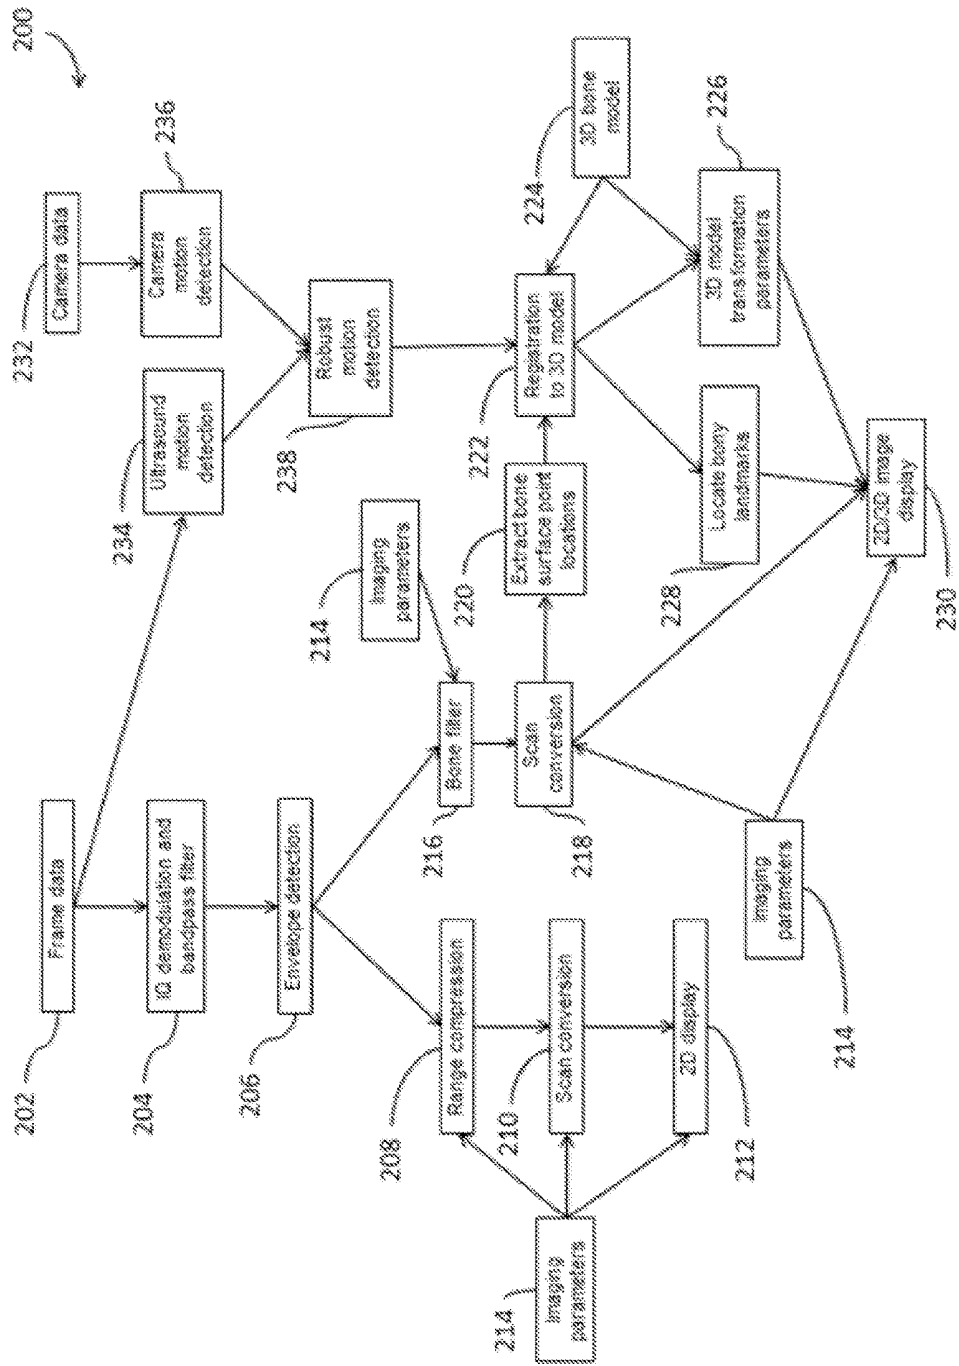 200
202
Frame data
204
IQ demodulation and
bandpass filter
206
Envelope detection
232
Camera data
234
Ultrasound
motion
detection
236
Camera
motion
detection
238
Robust
motion
detection
214
Imaging
parameters
208
Range compression
210
Scan conversion
212
2D display
214
Imaging
parameters
216
Bone filter
218
Scan
conversion
220
Extract bone
surface point
locations
222
Registration
to 3D model
224
3D bone
model
226
3D model
transformation
parameters
228
Locate bony
landmarks
214
Imaging
parameters
230
2D/3D image
display